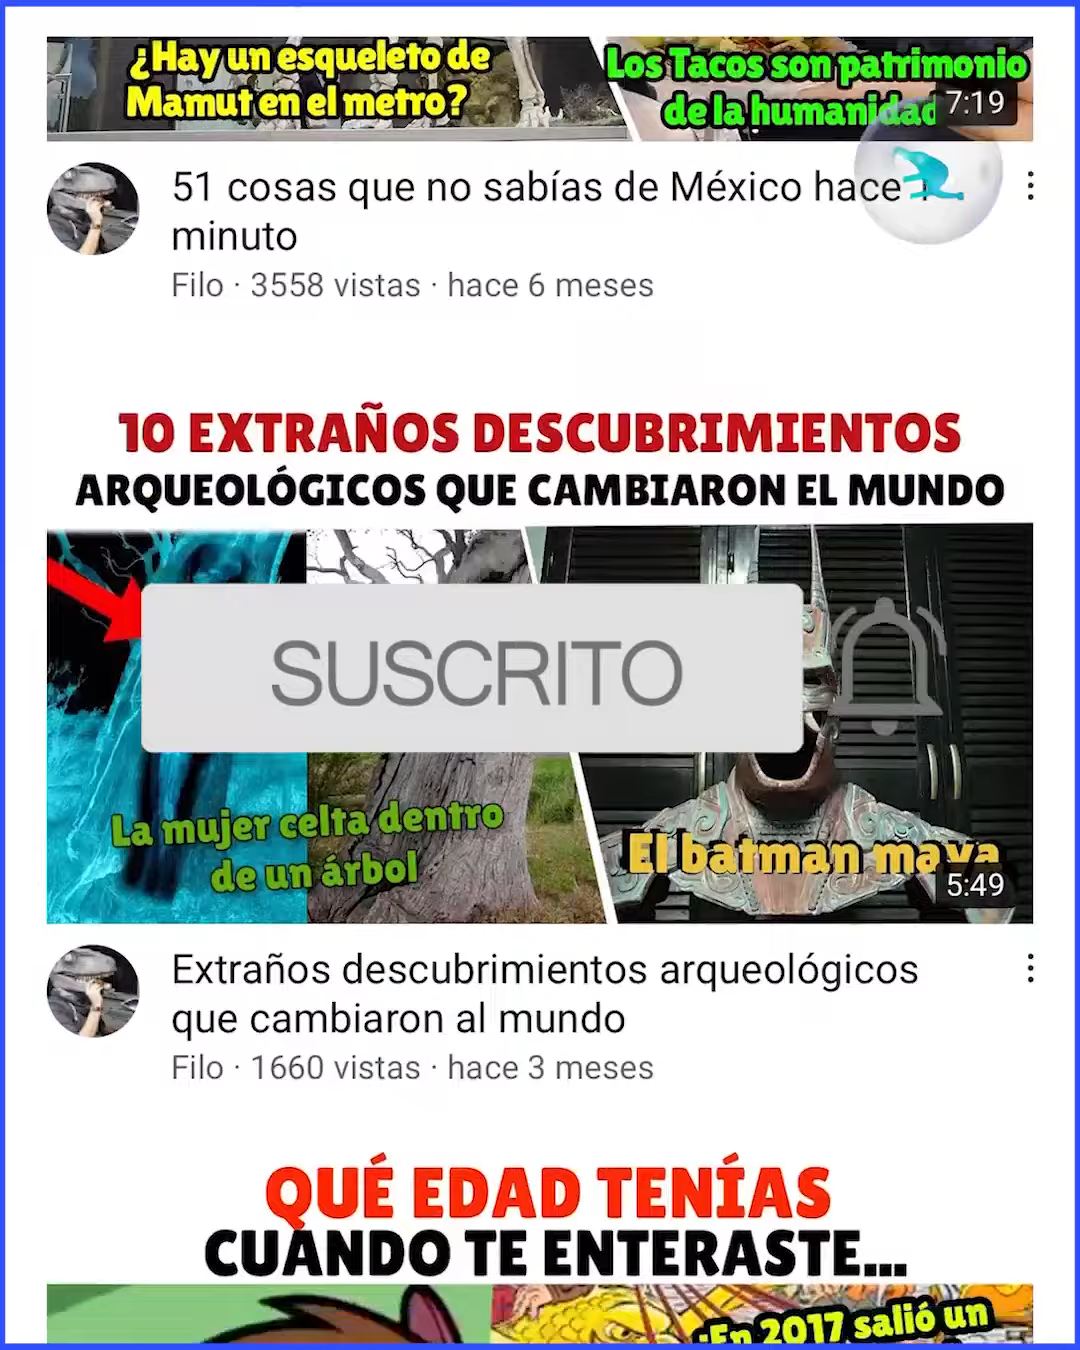 ¿Hay un esqueleto de
Mamut en el metro?
Los Tacos son patrimonio
de la humanidad
7:19
51 cosas que no sabías de México hace
minuto
Filo · 3558 vistas · hace 6 meses
10 EXTRAÑOS DESCUBRIMIENTOS
ARQUEOLÓGICOS QUE CAMBIARON EL MUNDO
SUSCRITO
La mujer celta dentro
de un árbol
El batman maya
5:49
Extraños descubrimientos arqueológicos
que cambiaron al mundo
Filo · 1660 vistas · hace 3 meses
QUÉ EDAD TENÍAS
CUANDO TE ENTERASTE...
¡En 2017 salió un